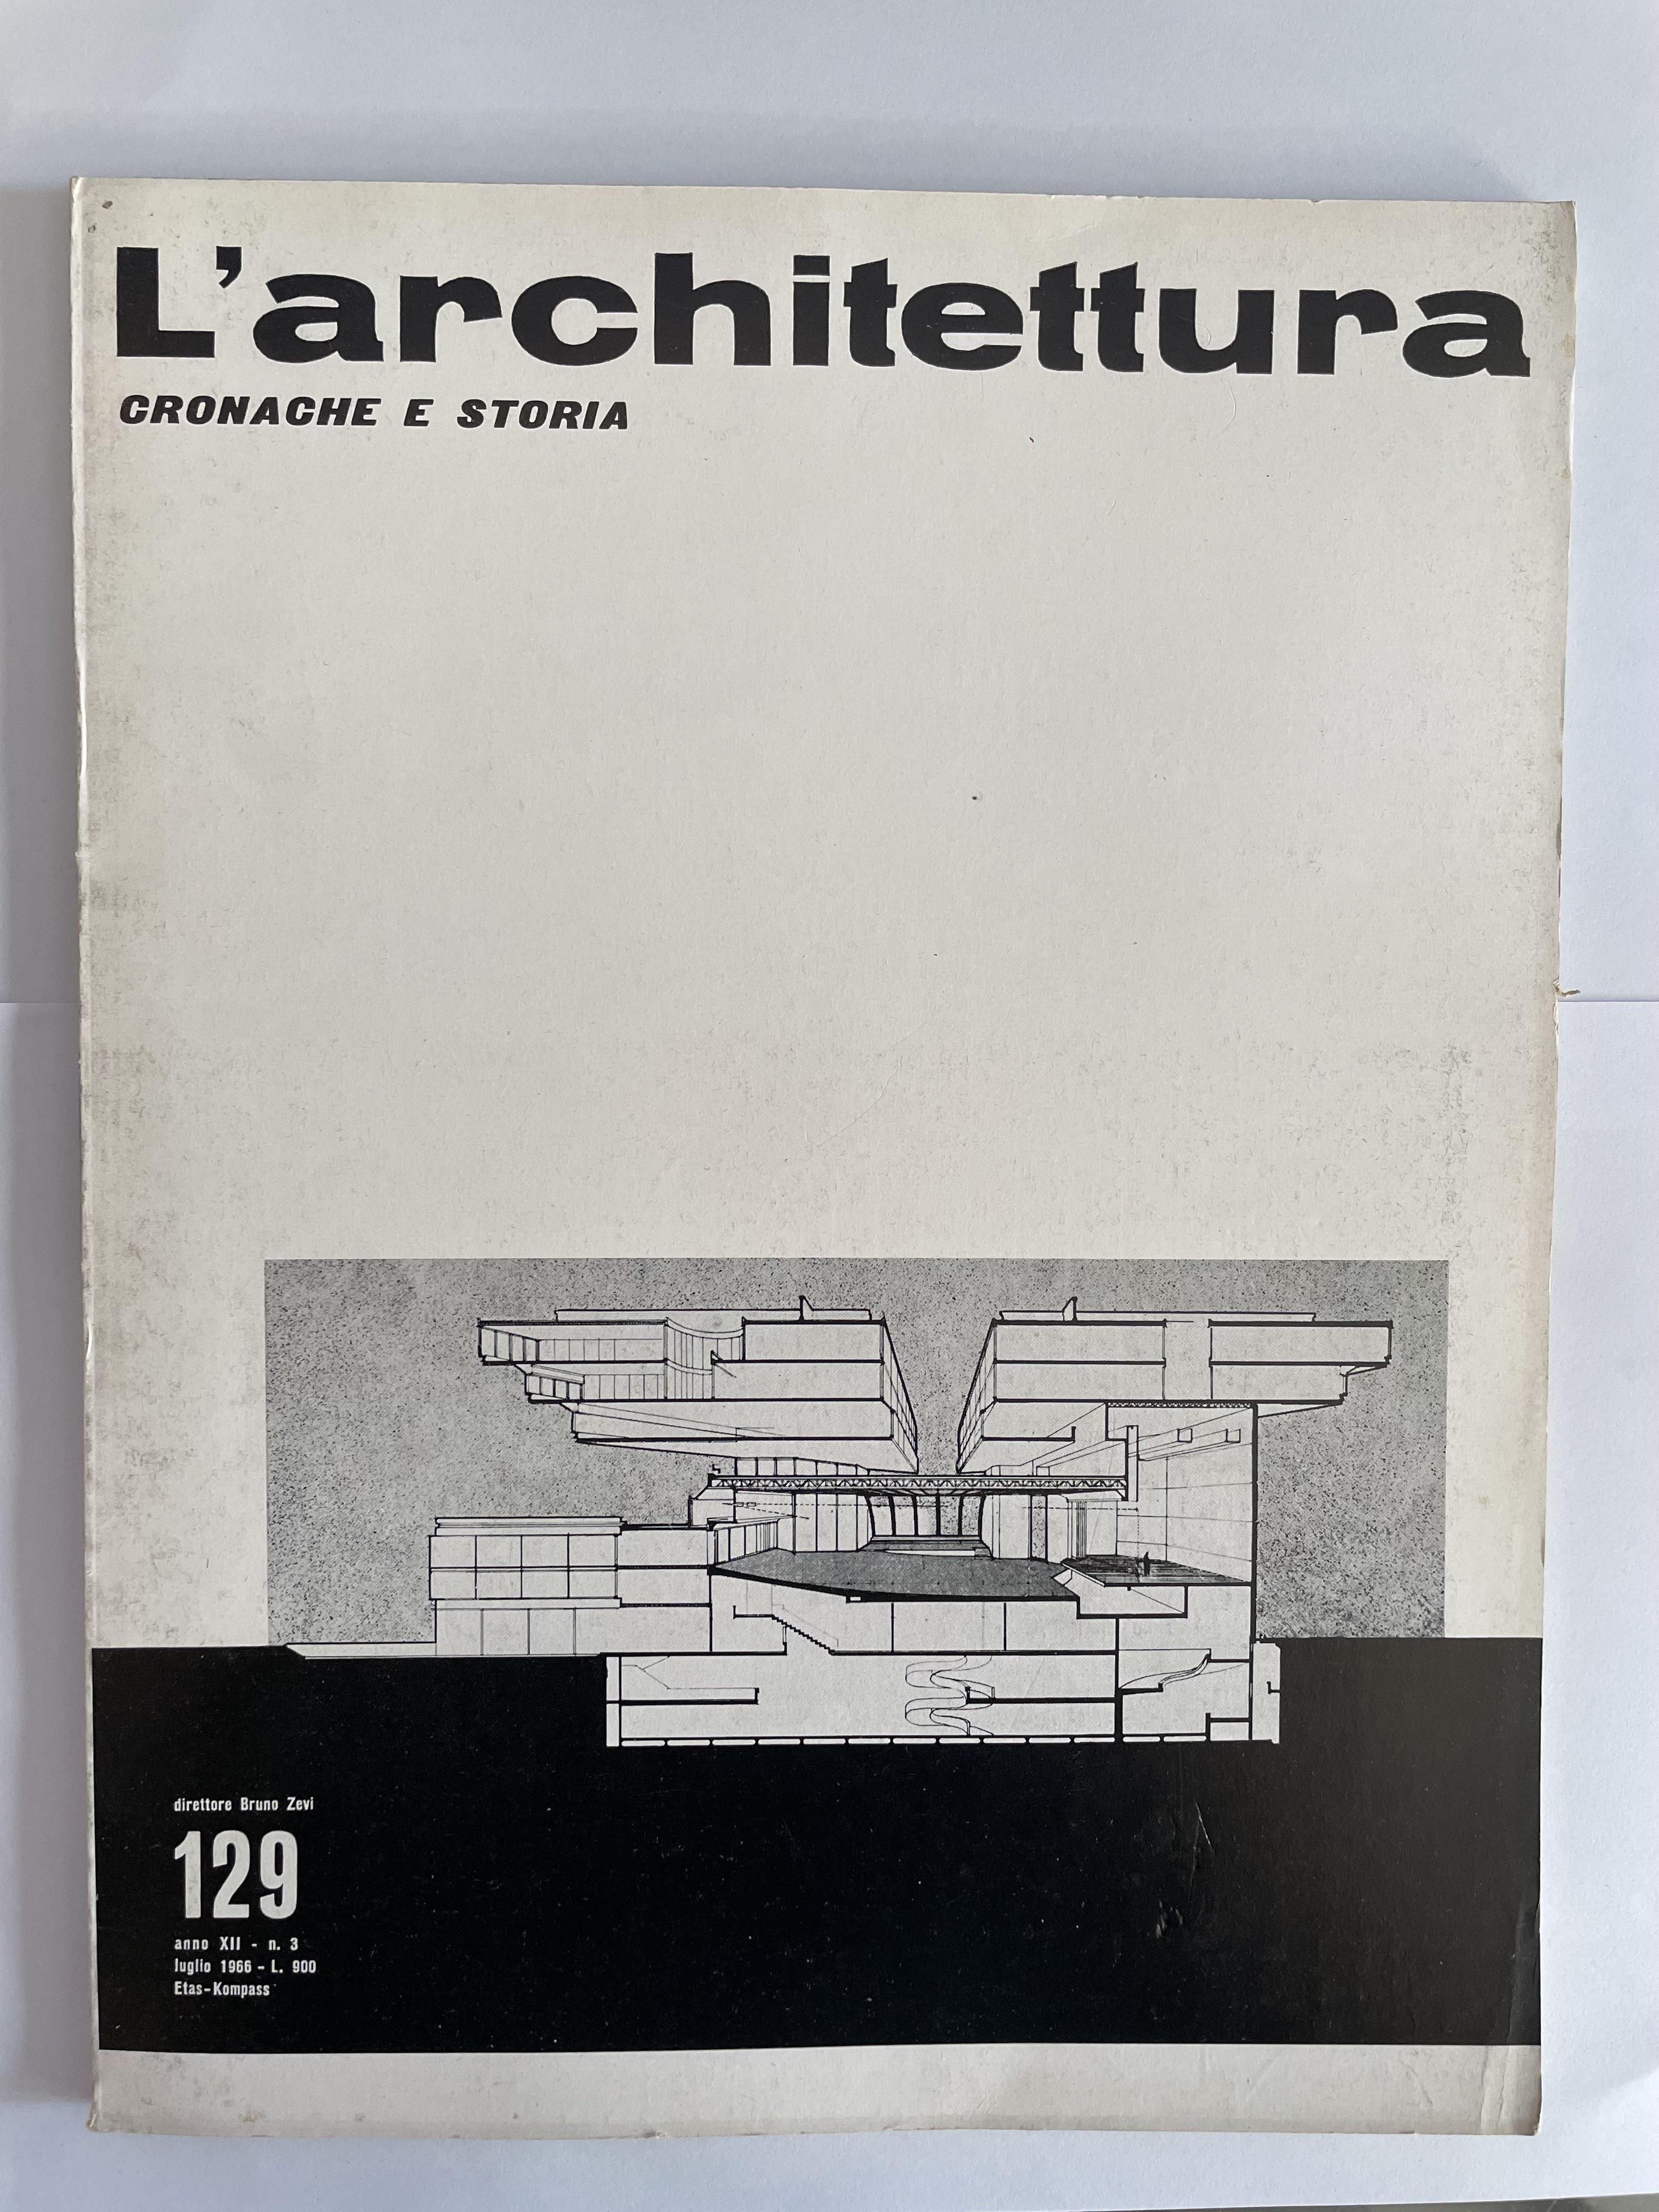 L'architettura
CRONACHE E STORIA
direttore Bruno Zevi
129
anno XII - n. 3
luglio 1966 - L. 900
Etas-Kompass